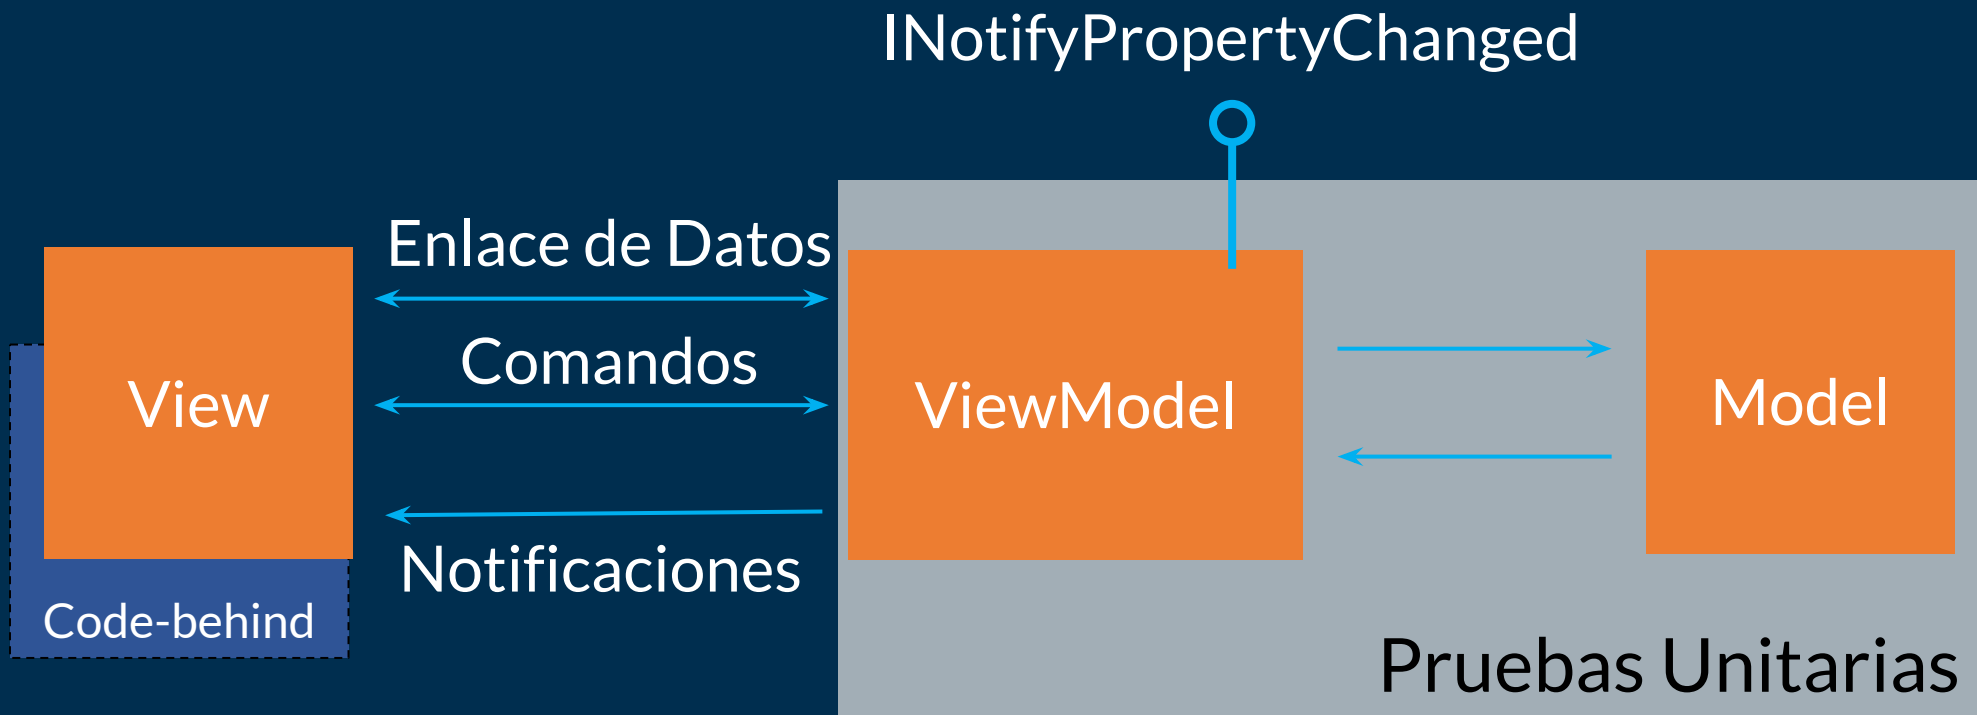 INotifyPropertyChanged
Enlace de Datos
Comandos
View
ViewModel
Model
Notificaciones
Code-behind
Pruebas Unitarias